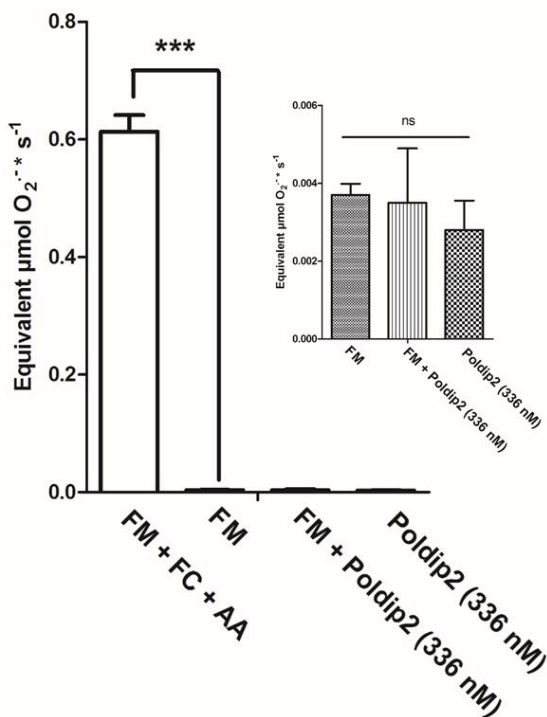 Equivalent µmol O₂·⁻* s⁻¹
0.8
0.6
0.4
0.2
0.0
***
FM + FC + AA
FM
FM + Poldip2 (336 nM)
Poldip2 (336 nM)
Equivalent µmol O₂·⁻* s⁻¹
0.006
0.004
0.002
0.000
ns
FM
FM + Poldip2 (336 nM)
Poldip2 (336 nM)